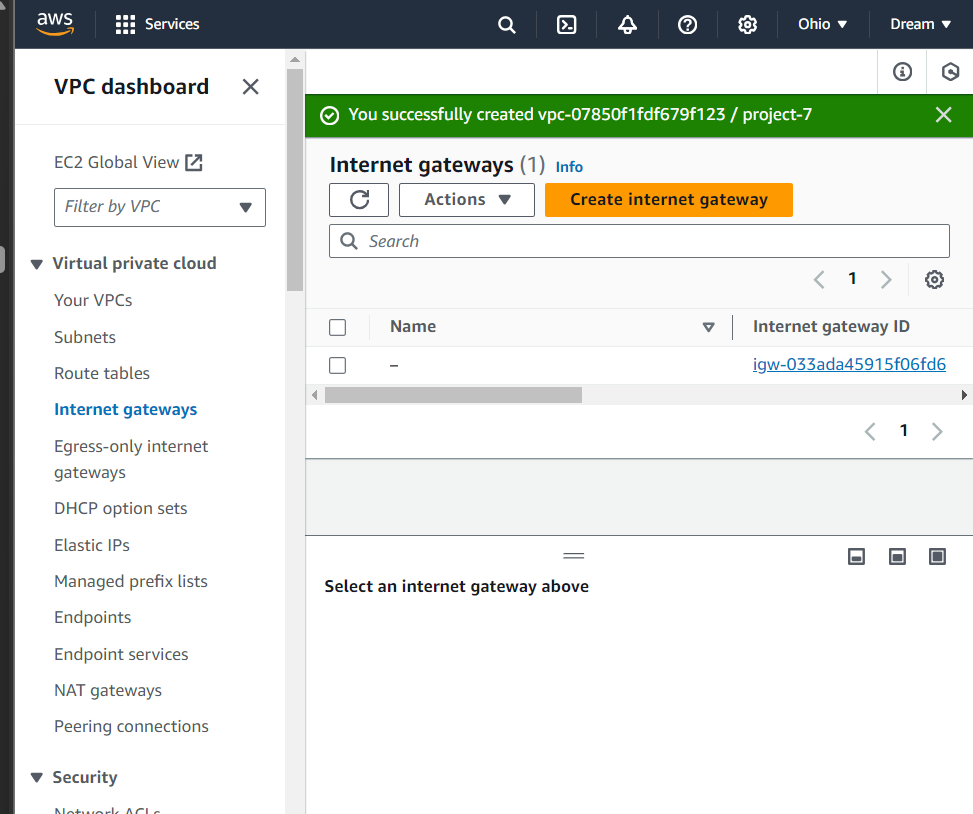 aws
Services
Ohio
Dream
VPC dashboard
EC2 Global View
Filter by VPC
Virtual private cloud
Your VPCs
Subnets
Route tables
Internet gateways
Egress-only internet
gateways
DHCP option sets
Elastic IPs
Managed prefix lists
Endpoints
Endpoint services
NAT gateways
Peering connections
Security
Network ACLs
You successfully created vpc-07850f1fdf679f123 / project-7
Internet gateways (1) Info
Actions
Create internet gateway
Search
1
Name
Internet gateway ID
–
igw-033ada45915f06fd6
1
Select an internet gateway above